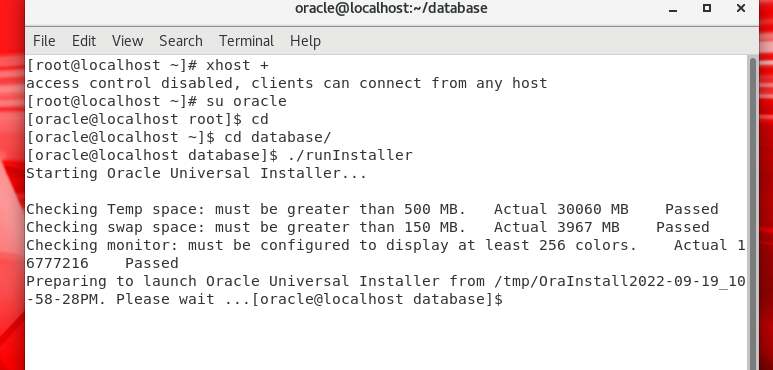 oracle@localhost:~/database
File Edit View Search Terminal Help
[root@localhost ~]# xhost +
access control disabled, clients can connect from any host
[root@localhost ~]# su oracle
[oracle@localhost root]$ cd
[oracle@localhost ~]$ cd database/
[oracle@localhost database]$ ./runInstaller
Starting Oracle Universal Installer...
Checking Temp space: must be greater than 500 MB.   Actual 30060 MB    Passed
Checking swap space: must be greater than 150 MB.   Actual 3967 MB    Passed
Checking monitor: must be configured to display at least 256 colors.    Actual 1
6777216    Passed
Preparing to launch Oracle Universal Installer from /tmp/OraInstall2022-09-19_10
-58-28PM. Please wait ...[oracle@localhost database]$